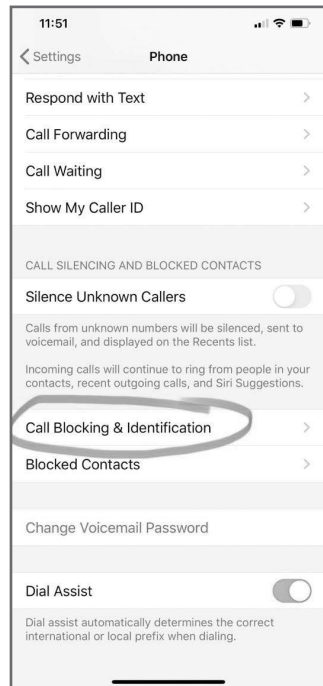 11:51
Settings
Phone
Respond with Text
Call Forwarding
Call Waiting
Show My Caller ID
CALL SILENCING AND BLOCKED CONTACTS
Silence Unknown Callers
Calls from unknown numbers will be silenced, sent to
voicemail, and displayed on the Recents list.
Incoming calls will continue to ring from people in your
contacts, recent outgoing calls, and Siri Suggestions.
Call Blocking & Identification
Blocked Contacts
Change Voicemail Password
Dial Assist
Dial assist automatically determines the correct
international or local prefix when dialing.